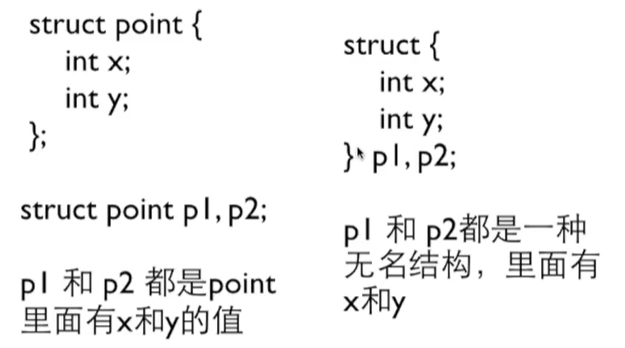 struct point {
int x;
int y;
};
struct point p1, p2;
p1 和 p2 都是point
里面有x和y的值
struct {
int x;
int y;
} p1, p2;
p1 和 p2都是一种
无名结构，里面有
x和y